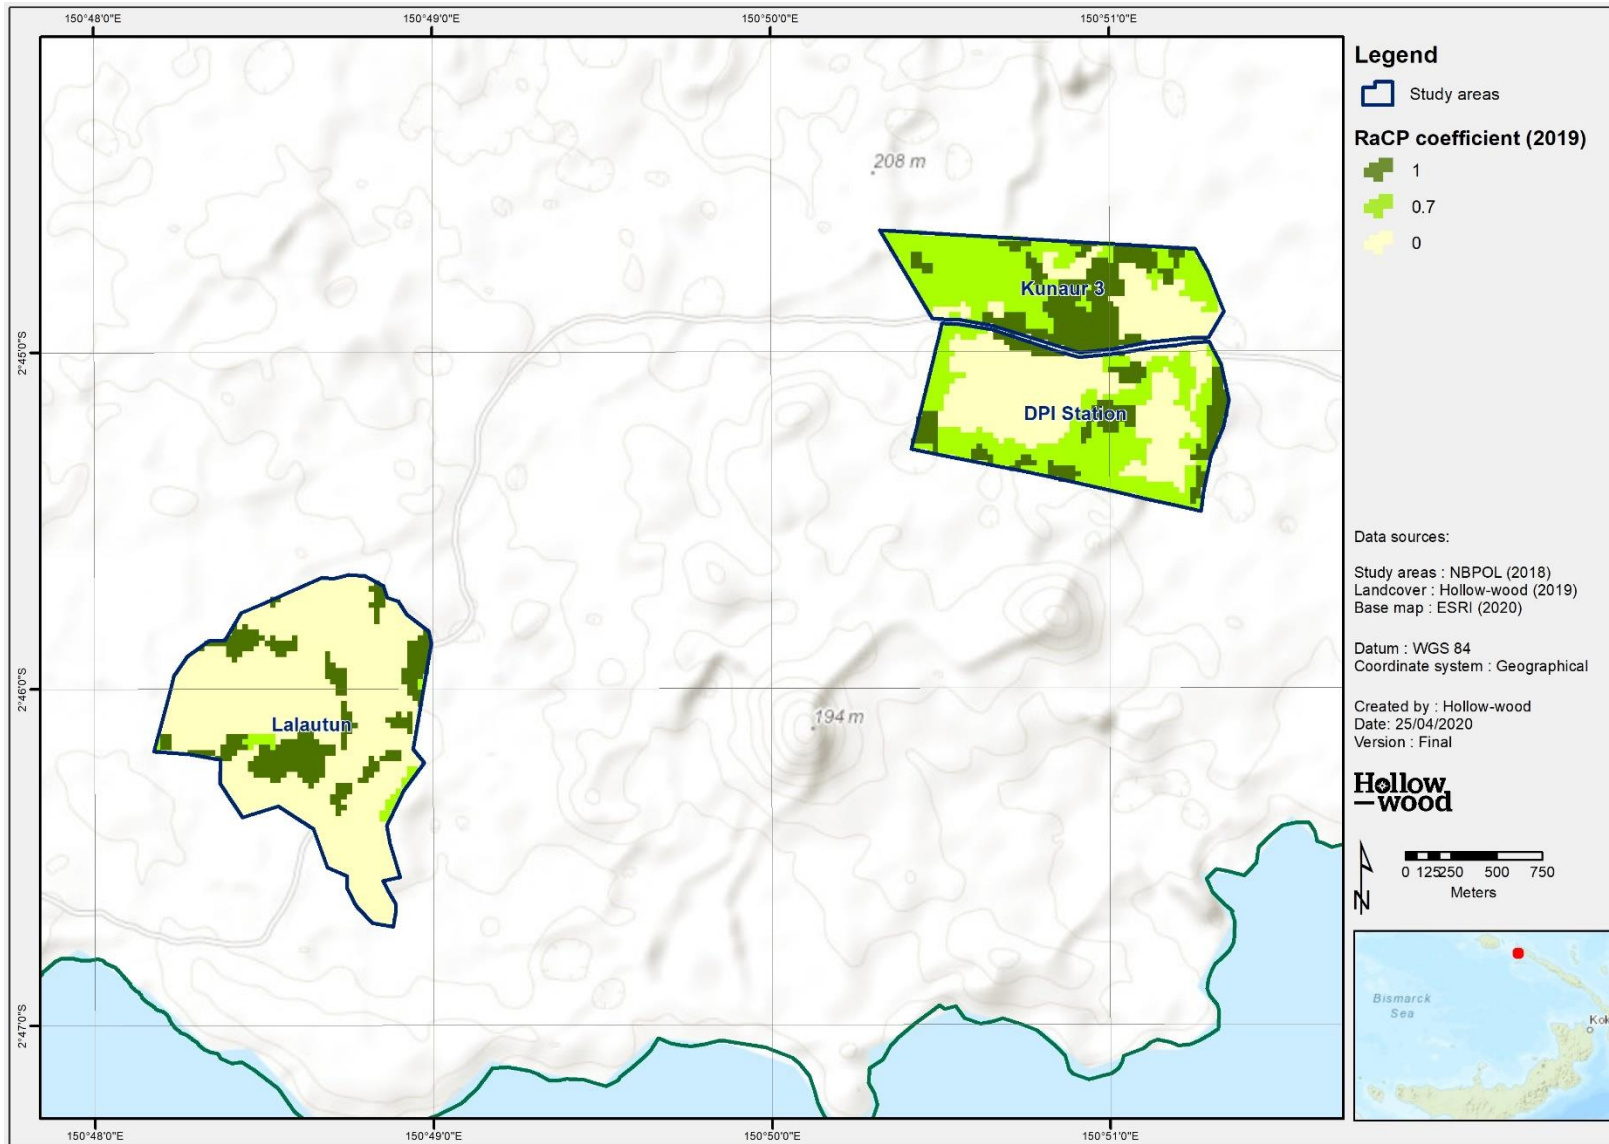 150°48'0"E
150°49'0"E
150°50'0"E
150°51'0"E
2°45'0"S
2°46'0"S
2°47'0"S
208 m
Kunaur 3
DPI Station
Lalautun
194 m
150°48'0"E
150°49'0"E
150°50'0"E
150°51'0"E
Legend
Study areas
RaCP coefficient (2019)
1
0.7
0
Data sources:
Study areas : NBPOL (2018)
Landcover : Hollow-wood (2019)
Base map : ESRI (2020)
Datum : WGS 84
Coordinate system : Geographical
Created by : Hollow-wood
Date: 25/04/2020
Version : Final
Hollow
–wood
N
0 125 250 500 750
Meters
Bismarck
Sea
Kok